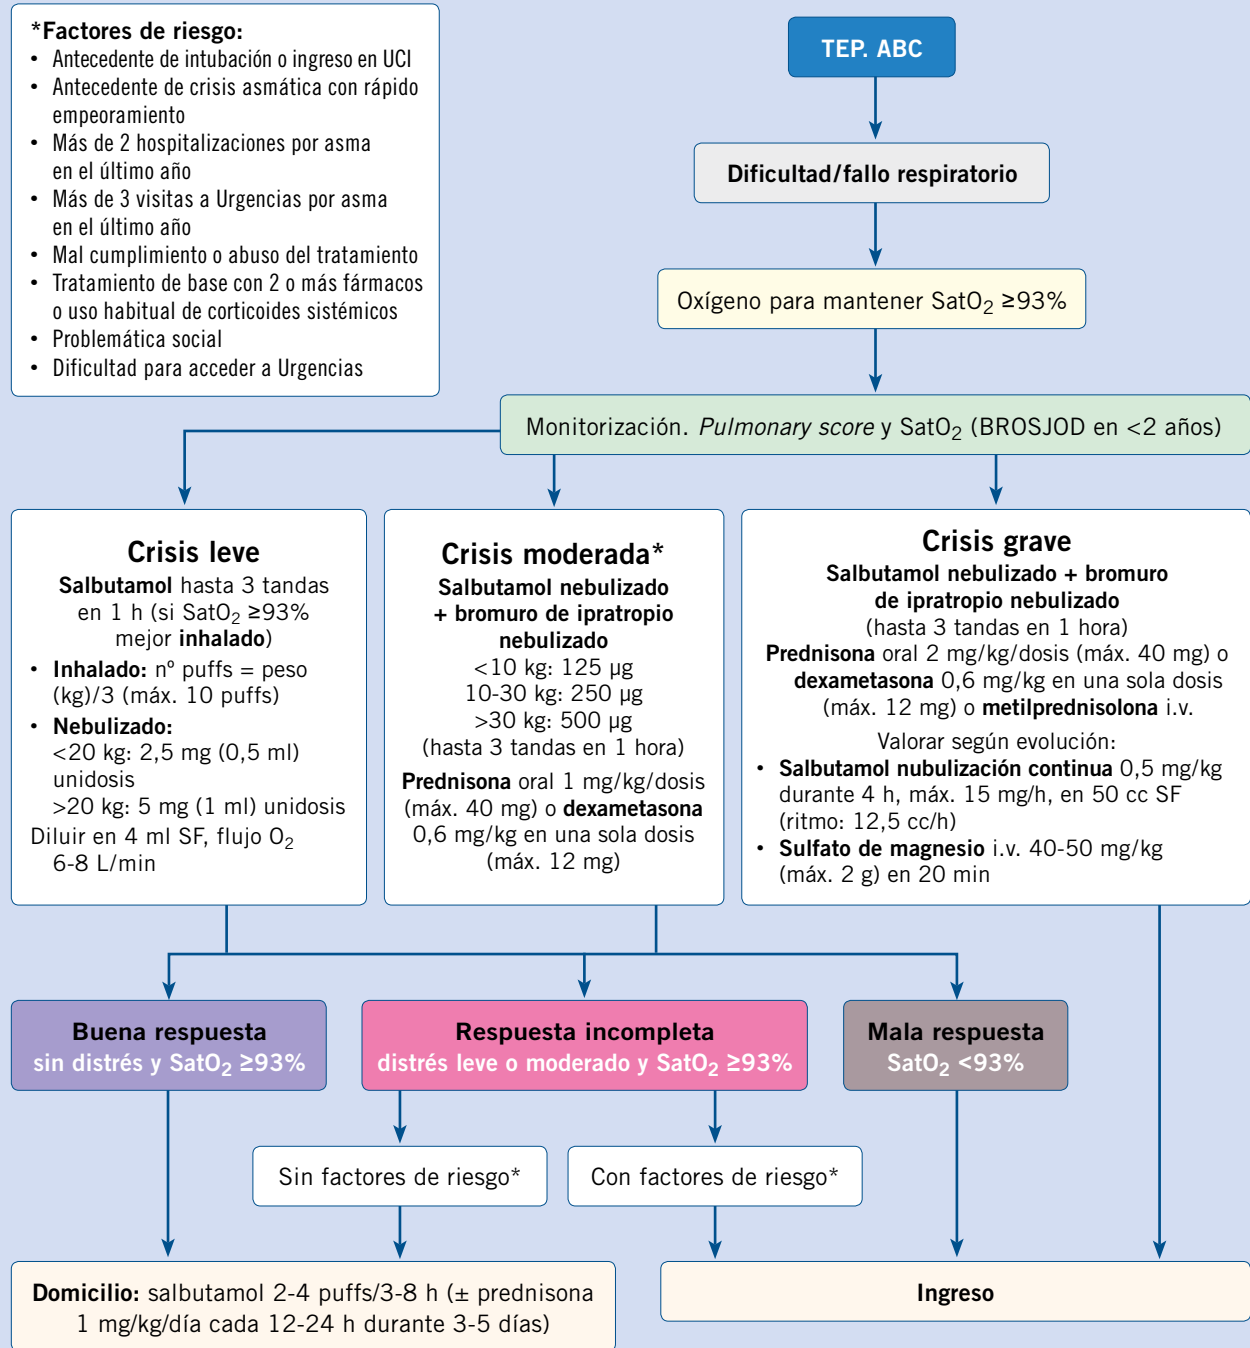 *Factores de riesgo:
• Antecedente de intubación o ingreso en UCI
• Antecedente de crisis asmática con rápido
empeoramiento
• Más de 2 hospitalizaciones por asma
en el último año
• Más de 3 visitas a Urgencias por asma
en el último año
• Mal cumplimiento o abuso del tratamiento
• Tratamiento de base con 2 o más fármacos
o uso habitual de corticoides sistémicos
• Problemática social
• Dificultad para acceder a Urgencias
TEP. ABC
Dificultad/fallo respiratorio
Oxígeno para mantener SatO₂ ≥93%
Monitorización. Pulmonary score y SatO₂ (BROSJOD en <2 años)
Crisis leve
Salbutamol hasta 3 tandas
en 1 h (si SatO₂ ≥93%
mejor inhalado)
• Inhalado: nº puffs = peso
(kg)/3 (máx. 10 puffs)
• Nebulizado:
<20 kg: 2,5 mg (0,5 ml)
unidosis
>20 kg: 5 mg (1 ml) unidosis
Diluir en 4 ml SF, flujo O₂
6-8 L/min
Crisis moderada*
Salbutamol nebulizado
+ bromuro de ipratropio
nebulizado
<10 kg: 125 µg
10-30 kg: 250 µg
>30 kg: 500 µg
(hasta 3 tandas en 1 hora)
Prednisona oral 1 mg/kg/dosis
(máx. 40 mg) o dexametasona
0,6 mg/kg en una sola dosis
(máx. 12 mg)
Crisis grave
Salbutamol nebulizado + bromuro
de ipratropio nebulizado
(hasta 3 tandas en 1 hora)
Prednisona oral 2 mg/kg/dosis (máx. 40 mg) o
dexametasona 0,6 mg/kg en una sola dosis
(máx. 12 mg) o metilprednisolona i.v.
Valorar según evolución:
• Salbutamol nubulización continua 0,5 mg/kg
durante 4 h, máx. 15 mg/h, en 50 cc SF
(ritmo: 12,5 cc/h)
• Sulfato de magnesio i.v. 40-50 mg/kg
(máx. 2 g) en 20 min
Buena respuesta
sin distrés y SatO₂ ≥93%
Respuesta incompleta
distrés leve o moderado y SatO₂ ≥93%
Mala respuesta
SatO₂ <93%
Sin factores de riesgo*
Con factores de riesgo*
Domicilio: salbutamol 2-4 puffs/3-8 h (± prednisona
1 mg/kg/día cada 12-24 h durante 3-5 días)
Ingreso